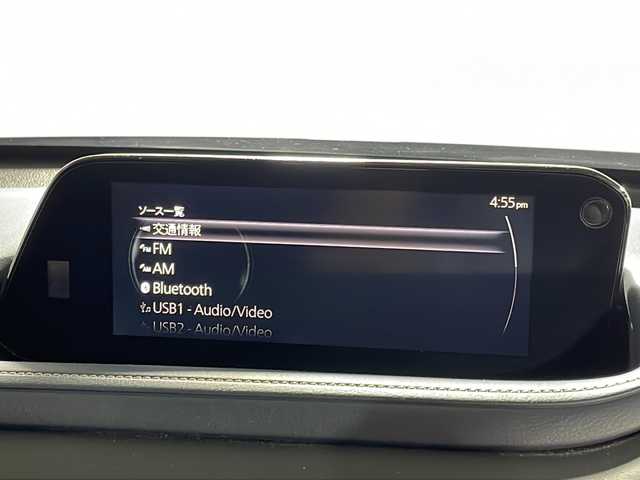 4:55pm
ソース一覧
交通情報
FM
AM
Bluetooth
USB1 - Audio/Video
USB2 - Audio/Video